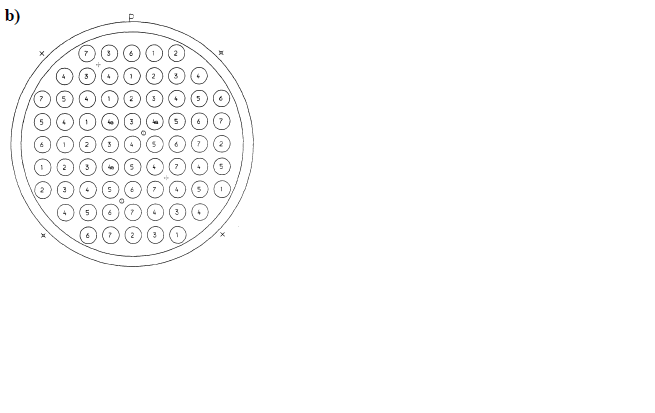 b)
P
7 3 6 1 2
4 3 4 1 2 3 4
7 5 4 1 2 3 4 5 6
5 4 1 4a 3 4a 5 6 7
6 1 2 3 4 5 6 7 2
1 2 3 4a 5 4 7 4 5
2 3 4 5 6 7 4 5 1
4 5 6 7 4 3 4
6 7 2 3 1